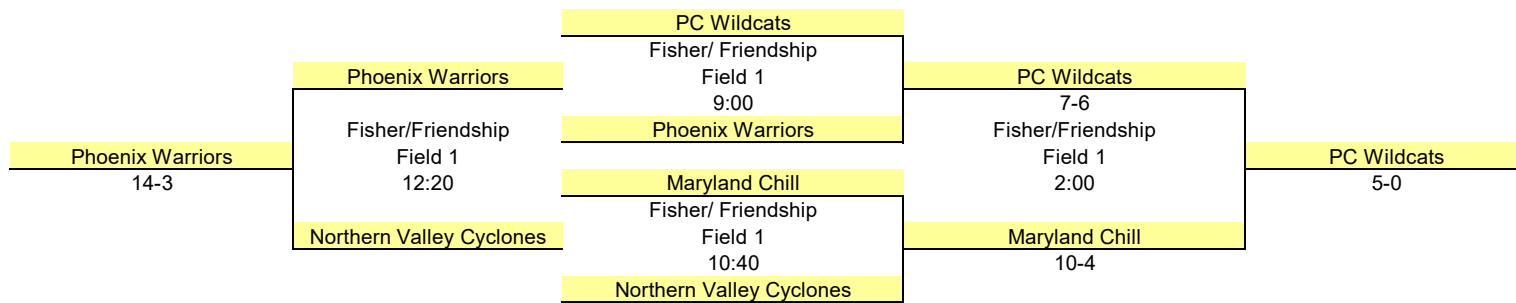 PC Wildcats
Fisher/ Friendship
Phoenix Warriors Field 1 PC Wildcats
9:00 7-6
Fisher/Friendship Phoenix Warriors Fisher/Friendship
Phoenix Warriors Field 1 Field 1 PC Wildcats
14-3 12:20 Maryland Chill 2:00 5-0
Fisher/ Friendship
Northern Valley Cyclones Field 1 Maryland Chill
10:40 10-4
Northern Valley Cyclones